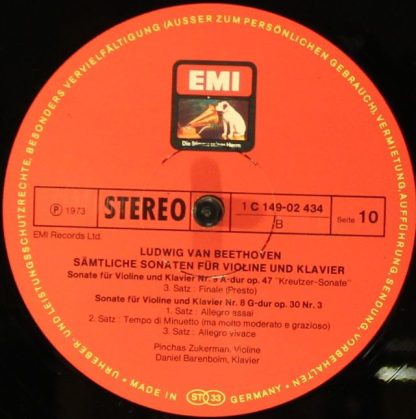 URHEBER- UND LEISTUNGSSCHUTZRECHTE, BESONDERS VERVIELFÄLTIGUNG (AUSSER ZUM PERSÖNLICHEN GEBRAUCH), VERMIETUNG, AUFFÜHRUNG, SENDUNG, VORBEHALTEN
EMI
Die Stimme seines Herrn
Ⓟ 1973
STEREO
1 C 149-02 434
B
Seite 10
EMI Records Ltd.
LUDWIG VAN BEETHOVEN
SÄMTLICHE SONATEN FÜR VIOLINE UND KLAVIER
Sonate für Violine und Klavier Nr. 9 A-dur op. 47 "Kreutzer-Sonate"
3. Satz: Finale (Presto)
Sonate für Violine und Klavier Nr. 8 G-dur op. 30 Nr. 3
1. Satz: Allegro assai
2. Satz: Tempo di Minuetto (ma molto moderato e grazioso)
3. Satz: Allegro vivace
Pinchas Zukerman, Violine
Daniel Barenboim, Klavier
MADE IN ST 33 GERMANY